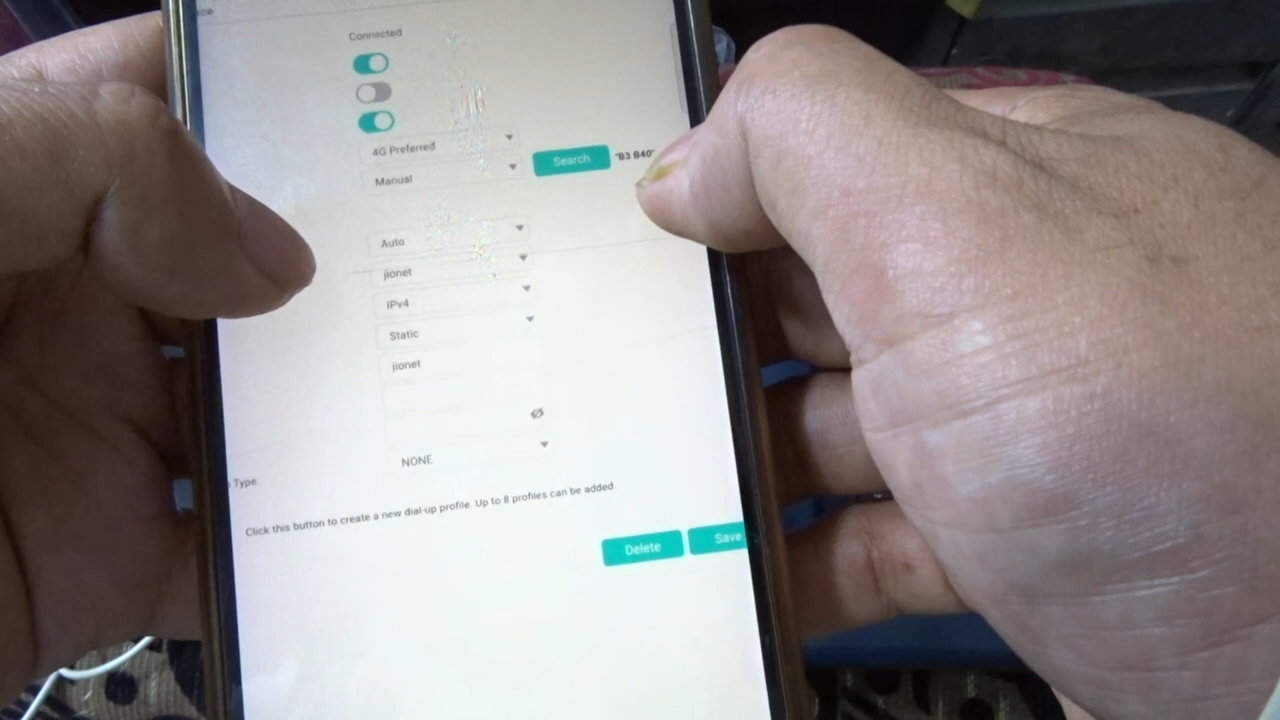 Connected
4G Preferred
Manual
Search "B3 B40"
Auto
jionet
IPv4
Static
jionet
NONE
Type:
Click this button to create a new dial-up profile. Up to 8 profiles can be added
Delete Save